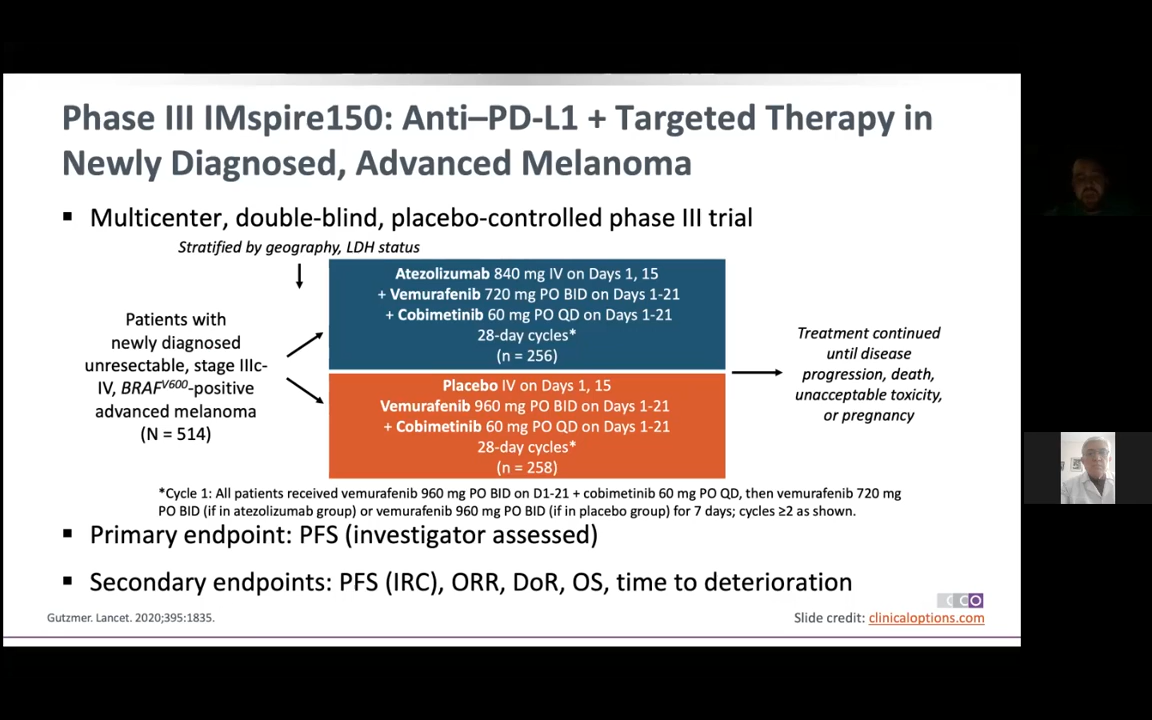 Phase III IMspire150: Anti–PD-L1 + Targeted Therapy in
Newly Diagnosed, Advanced Melanoma
▪ Multicenter, double-blind, placebo-controlled phase III trial
Stratified by geography, LDH status
Patients with
newly diagnosed
unresectable, stage IIIc-
IV, BRAFV600-positive
advanced melanoma
(N = 514)
Atezolizumab 840 mg IV on Days 1, 15
+ Vemurafenib 720 mg PO BID on Days 1-21
+ Cobimetinib 60 mg PO QD on Days 1-21
28-day cycles*
(n = 256)
Placebo IV on Days 1, 15
Vemurafenib 960 mg PO BID on Days 1-21
+ Cobimetinib 60 mg PO QD on Days 1-21
28-day cycles*
(n = 258)
Treatment continued
until disease
progression, death,
unacceptable toxicity,
or pregnancy
*Cycle 1: All patients received vemurafenib 960 mg PO BID on D1-21 + cobimetinib 60 mg PO QD, then vemurafenib 720 mg
PO BID (if in atezolizumab group) or vemurafenib 960 mg PO BID (if in placebo group) for 7 days; cycles ≥2 as shown.
▪ Primary endpoint: PFS (investigator assessed)
▪ Secondary endpoints: PFS (IRC), ORR, DoR, OS, time to deterioration
CCO
Gutzmer. Lancet. 2020;395:1835.
Slide credit: clinicaloptions.com